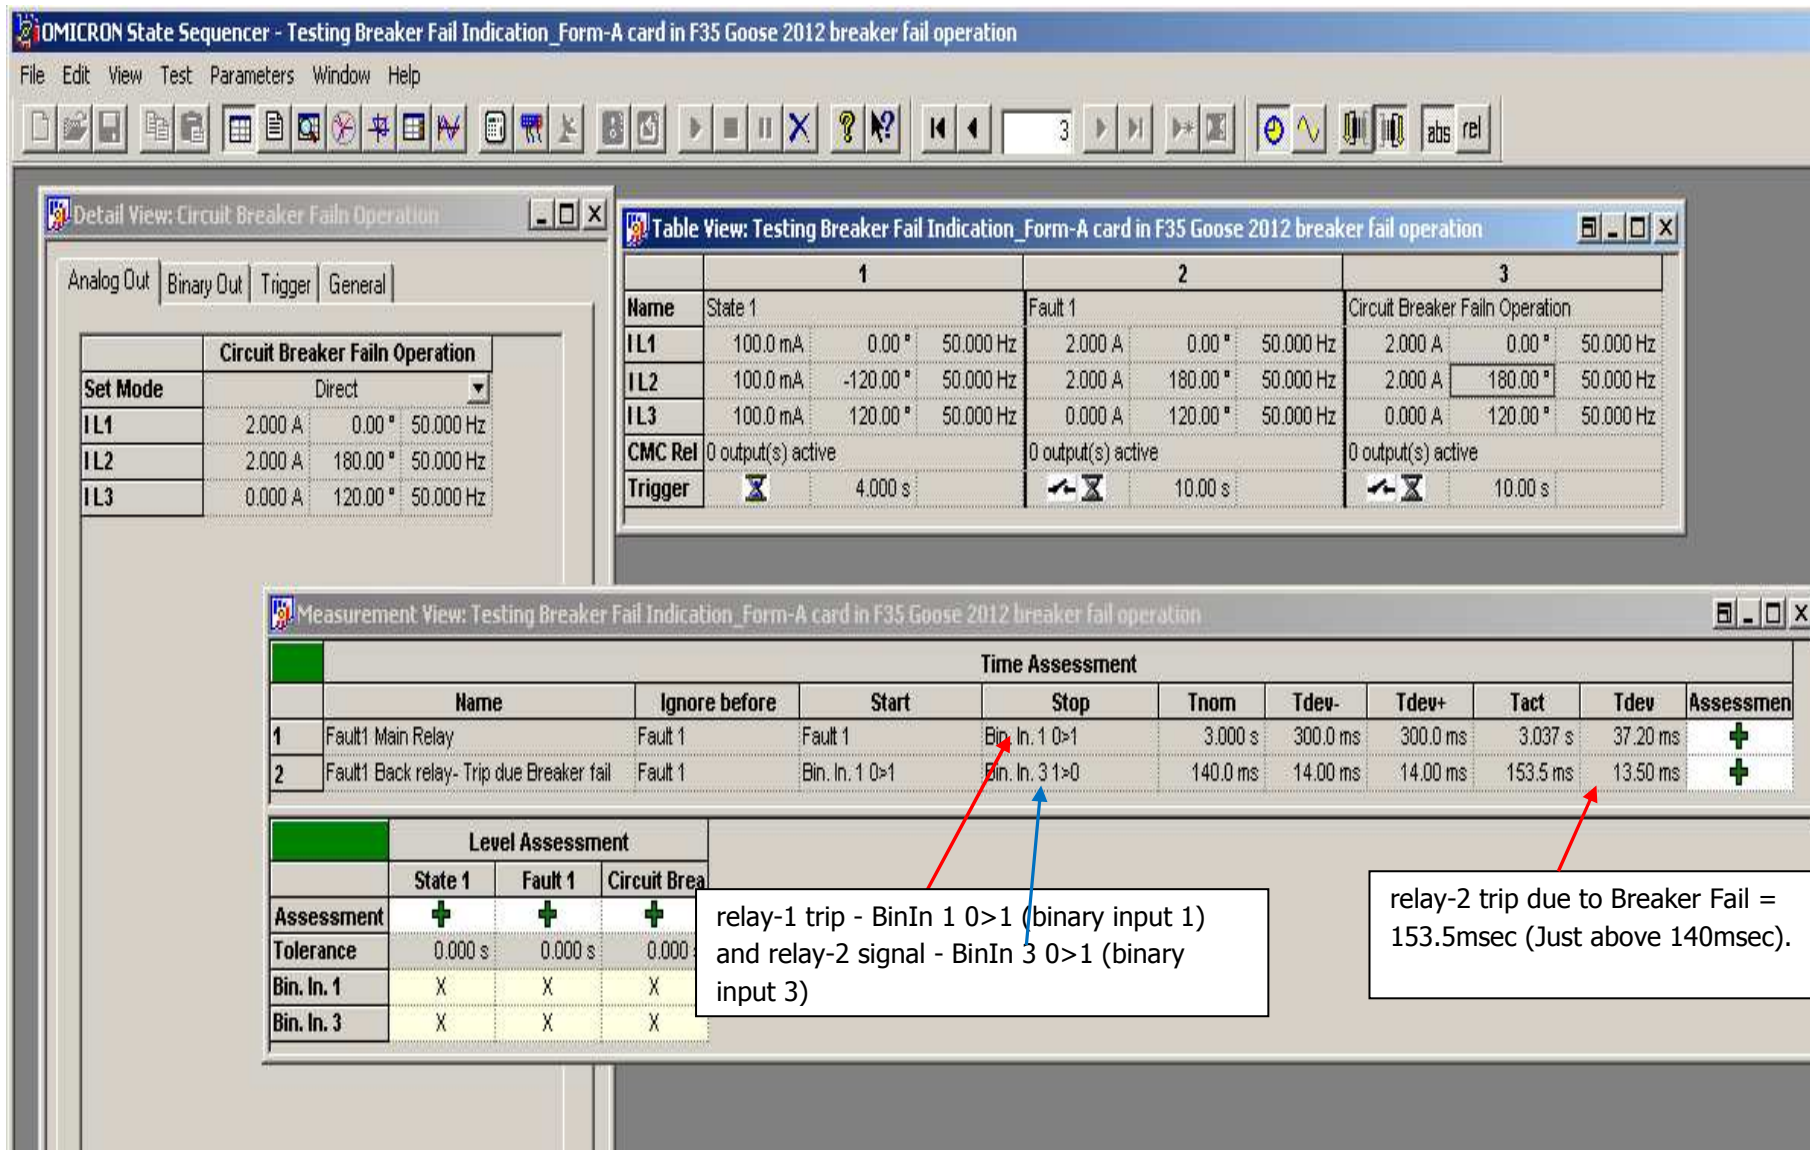 OMICRON State Sequencer - Testing Breaker Fail Indication_Form-A card in F35 Goose 2012 breaker fail operation
File Edit View Test Parameters Window Help
3
abs rel
Detail View: Circuit Breaker Failn Operation
Analog Out Binary Out Trigger General
Circuit Breaker Failn Operation
Set Mode Direct
I L1 2.000 A 0.00 ° 50.000 Hz
I L2 2.000 A 180.00 ° 50.000 Hz
I L3 0.000 A 120.00 ° 50.000 Hz
Table View: Testing Breaker Fail Indication_Form-A card in F35 Goose 2012 breaker fail operation
1 2 3
Name State 1 Fault 1 Circuit Breaker Failn Operation
I L1 100.0 mA 0.00 ° 50.000 Hz 2.000 A 0.00 ° 50.000 Hz 2.000 A 0.00 ° 50.000 Hz
I L2 100.0 mA -120.00 ° 50.000 Hz 2.000 A 180.00 ° 50.000 Hz 2.000 A 180.00 ° 50.000 Hz
I L3 100.0 mA 120.00 ° 50.000 Hz 0.000 A 120.00 ° 50.000 Hz 0.000 A 120.00 ° 50.000 Hz
CMC Rel 0 output(s) active 0 output(s) active 0 output(s) active
Trigger 4.000 s 10.00 s 10.00 s
Measurement View: Testing Breaker Fail Indication_Form-A card in F35 Goose 2012 breaker fail operation
Time Assessment
Name Ignore before Start Stop Tnom Tdev- Tdev+ Tact Tdev Assessmen
1 Fault1 Main Relay Fault 1 Fault 1 Bin. In. 1 0>1 3.000 s 300.0 ms 300.0 ms 3.037 s 37.20 ms
2 Fault1 Back relay- Trip due Breaker fail Fault 1 Bin. In. 1 0>1 Bin. In. 3 1>0 140.0 ms 14.00 ms 14.00 ms 153.5 ms 13.50 ms
Level Assessment
State 1 Fault 1 Circuit Brea
Assessment
Tolerance 0.000 s 0.000 s 0.000
Bin. In. 1 X X X
Bin. In. 3 X X X
relay-1 trip - BinIn 1 0>1 (binary input 1)
and relay-2 signal - BinIn 3 0>1 (binary
input 3)
relay-2 trip due to Breaker Fail =
153.5msec (Just above 140msec).